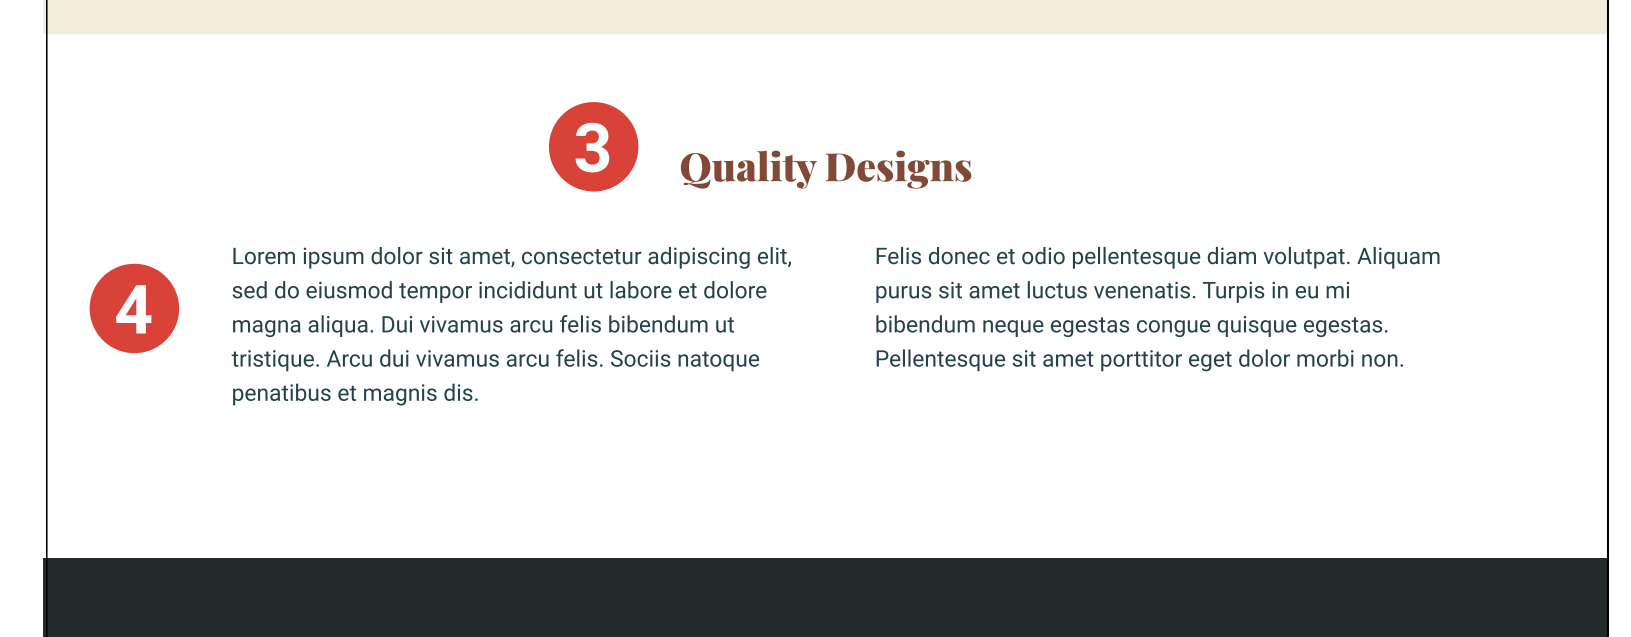 3
Quality Designs
4
Lorem ipsum dolor sit amet, consectetur adipiscing elit,
sed do eiusmod tempor incididunt ut labore et dolore
magna aliqua. Dui vivamus arcu felis bibendum ut
tristique. Arcu dui vivamus arcu felis. Sociis natoque
penatibus et magnis dis.
Felis donec et odio pellentesque diam volutpat. Aliquam
purus sit amet luctus venenatis. Turpis in eu mi
bibendum neque egestas congue quisque egestas.
Pellentesque sit amet porttitor eget dolor morbi non.